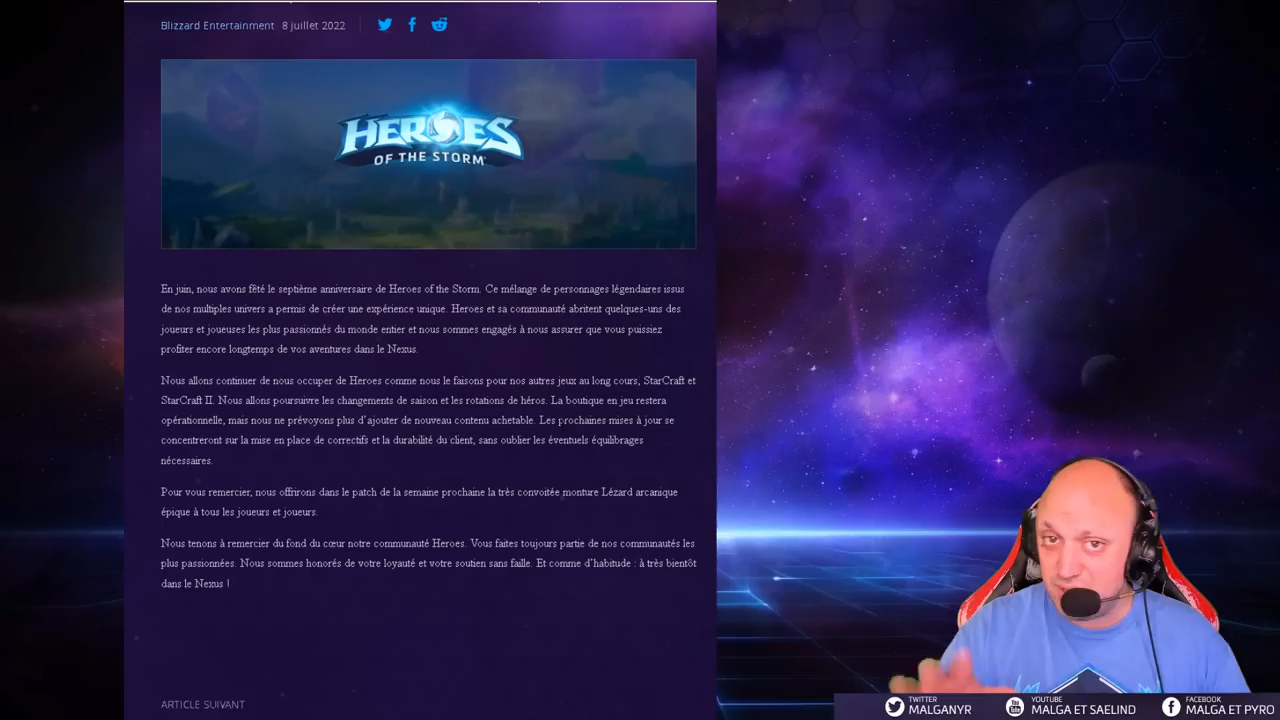 Blizzard Entertainment 8 juillet 2022
HEROES
OF THE STORM
En juin, nous avons fêté le septième anniversaire de Heroes of the Storm. Ce mélange de personnages légendaires issus
de nos multiples univers a permis de créer une expérience unique. Heroes et sa communauté abritent quelques-uns des
joueurs et joueuses les plus passionnés du monde entier et nous sommes engagés à nous assurer que vous puissiez
profiter encore longtemps de vos aventures dans le Nexus.
Nous allons continuer de nous occuper de Heroes comme nous le faisons pour nos autres jeux au long cours, StarCraft et
StarCraft II. Nous allons poursuivre les changements de saison et les rotations de héros. La boutique en jeu restera
opérationnelle, mais nous ne prévoyons plus d'ajouter de nouveau contenu achetable. Les prochaines mises à jour se
concentreront sur la mise en place de correctifs et la durabilité du client, sans oublier les éventuels équilibrages
nécessaires.
Pour vous remercier, nous offrirons dans le patch de la semaine prochaine la très convoitée monture Lézard arcanique
épique à tous les joueurs et joueurs.
Nous tenons à remercier du fond du cœur notre communauté Heroes. Vous faites toujours partie de nos communautés les
plus passionnées. Nous sommes honorés de votre loyauté et votre soutien sans faille. Et comme d'habitude : à très bientôt
dans le Nexus !
ARTICLE SUIVANT
TWITTER
MALGANYR
YOUTUBE
MALGA ET SAELIND
FACEBOOK
MALGA ET PYRO